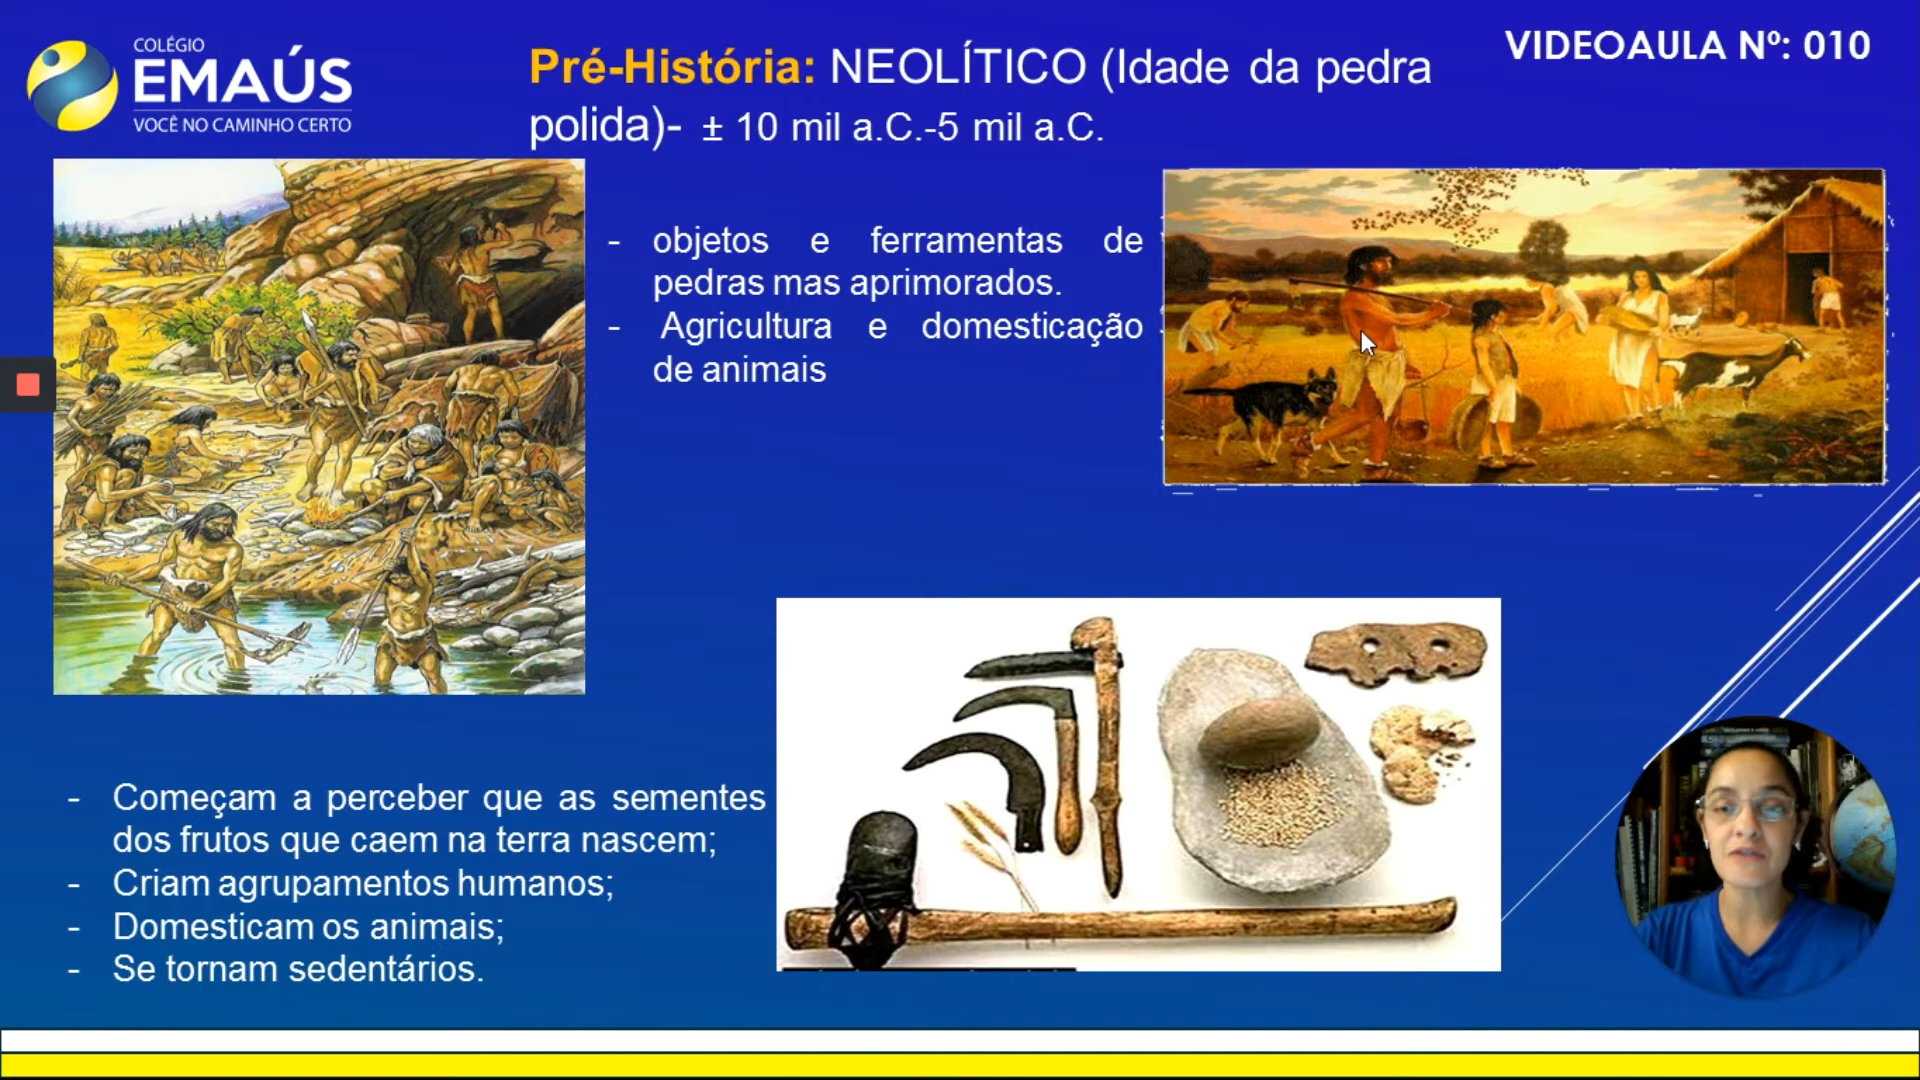 COLÉGIO
EMAÚS
VOCÊ NO CAMINHO CERTO
Pré-História: NEOLÍTICO (Idade da pedra
polida)- ± 10 mil a.C.-5 mil a.C.
VIDEOAULA Nº: 010
- objetos e ferramentas de
pedras mas aprimorados.
- Agricultura e domesticação
de animais
- Começam a perceber que as sementes
dos frutos que caem na terra nascem;
- Criam agrupamentos humanos;
- Domesticam os animais;
- Se tornam sedentários.